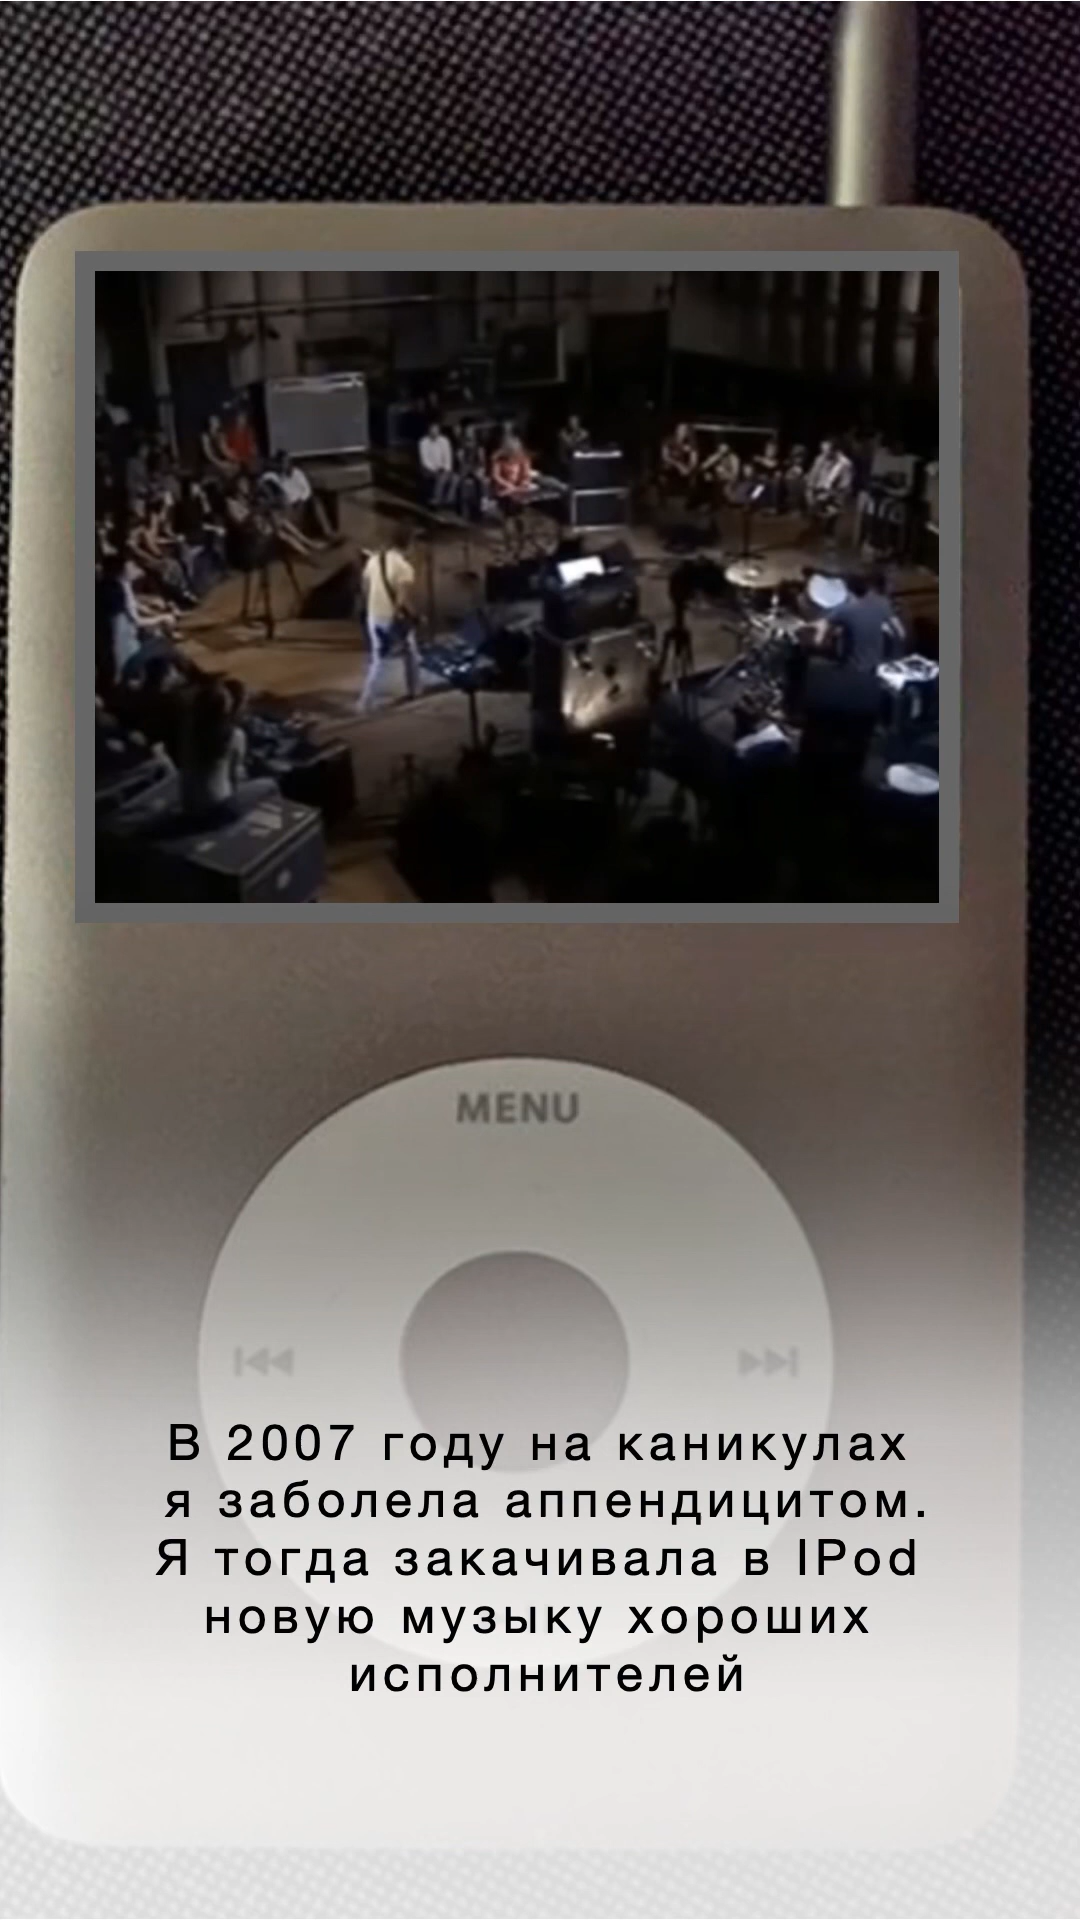 MENU
В 2007 году на каникулах
я заболела аппендицитом.
Я тогда закачивала в IPod
новую музыку хороших
исполнителей